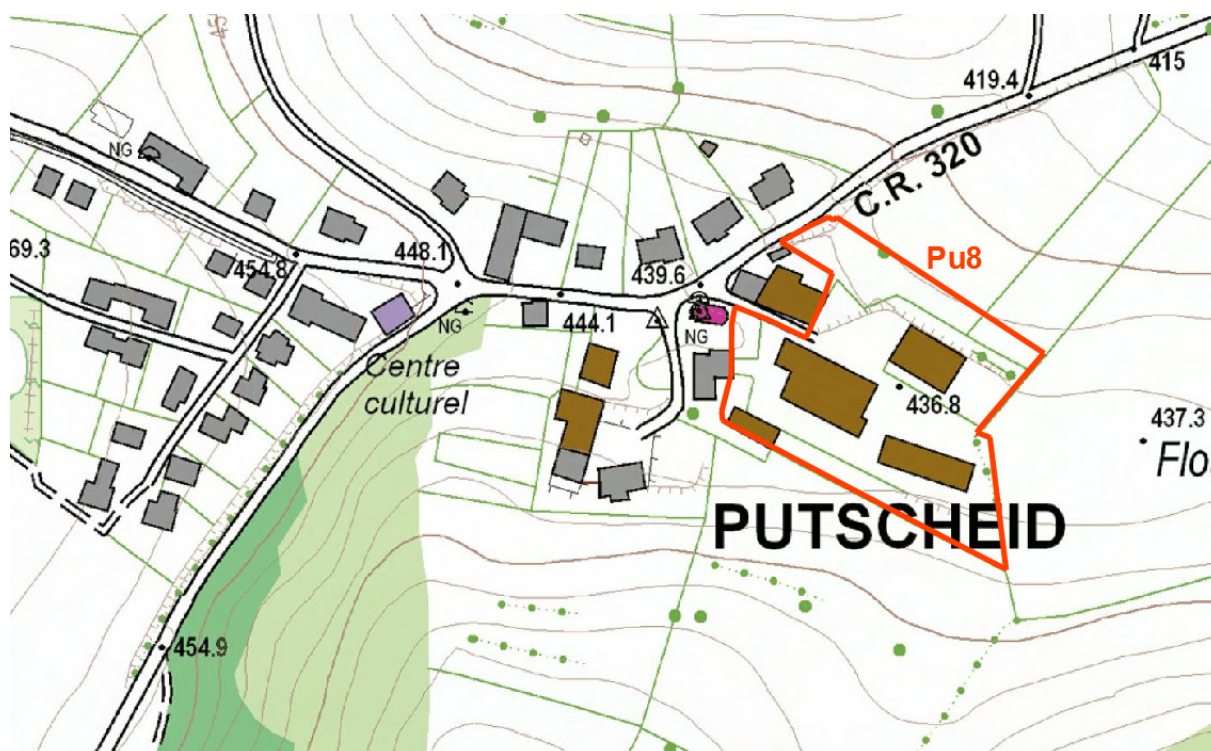 415
419.4
C.R. 320
NG
69.3
454.8
448.1
439.6
Pu8
444.1
NG
NG
Centre
culturel
436.8
437.3
Flo
PUTSCHEID
454.9